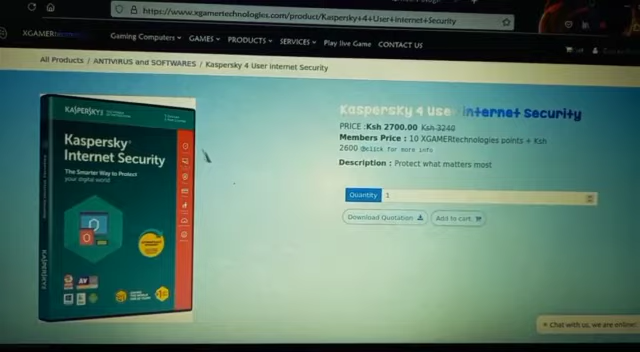 https://www.xgamertechnologies.com/product/Kaspersky+4+User+Internet+Security
XGAMERtechnologies
Gaming Computers GAMES PRODUCTS SERVICES Play live Game CONTACT US
All Products / ANTIVIRUS and SOFTWARES / Kaspersky 4 User Internet Security
Kaspersky 4 User Internet Security
PRICE :Ksh 2700.00 Ksh 3240
Members Price : 10 XGAMERtechnologies points + Ksh
2600 @click for more info
Description : Protect what matters most
Quantity 1
Download Quotation Add to cart
KASPERSKY
Kaspersky
Internet Security
The Smarter Way to Protect
your digital world
KASPERSKY
Chat with us, we are online!